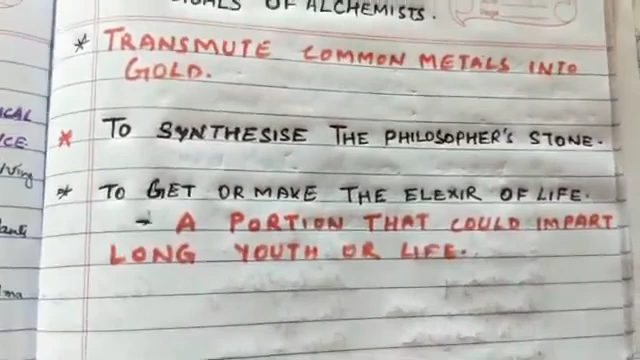 OF ALCHEMISTS.
* TRANSMUTE COMMON METALS INTO
GOLD.
* TO SYNTHESISE THE PHILOSOPHER'S STONE.
* TO GET OR MAKE THE ELEXIR OF LIFE.
→ A PORTION THAT COULD IMPART
LONG YOUTH OR LIFE.